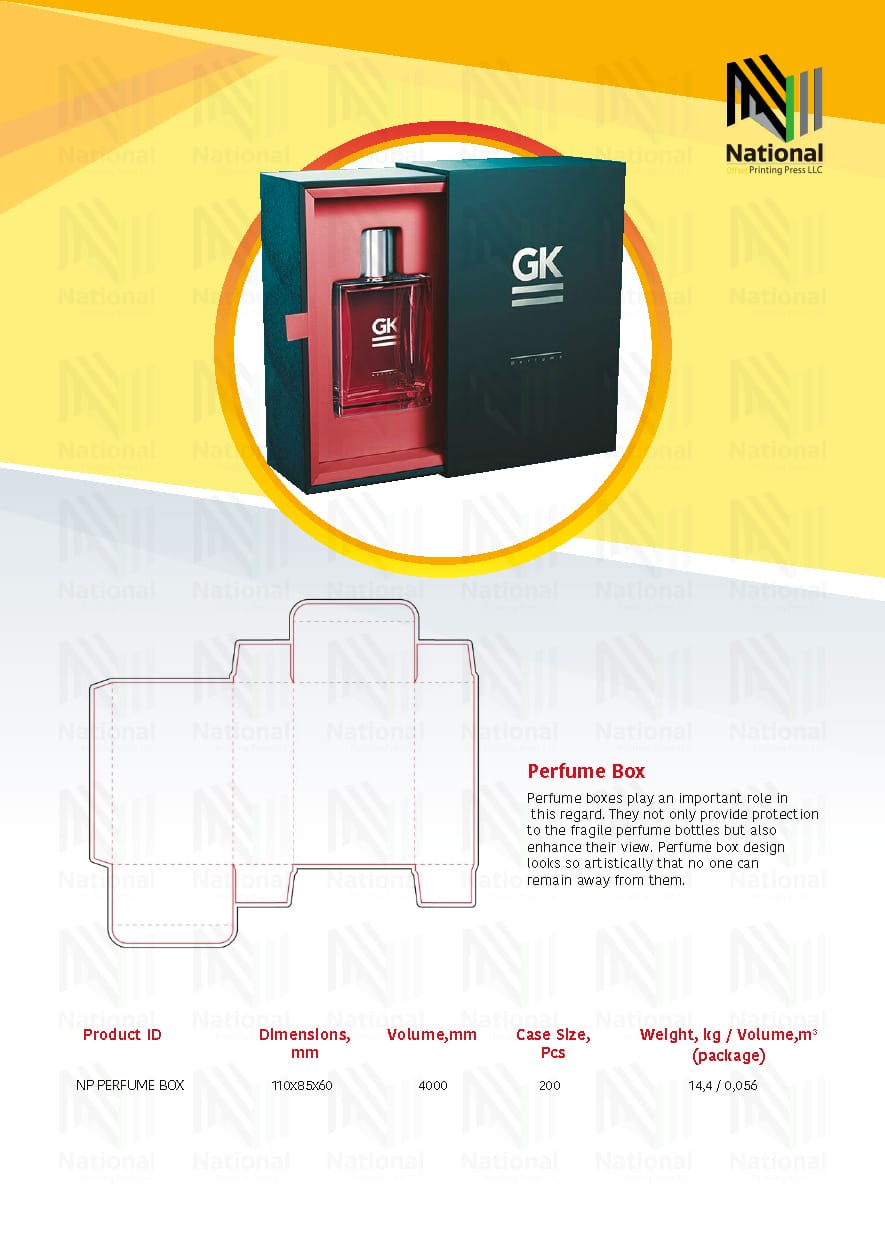 National
Offset Printing Press LLC
GK
perfume
GK
perfume
Perfume Box
Perfume boxes play an important role in
this regard. They not only provide protection
to the fragile perfume bottles but also
enhance their view. Perfume box design
looks so artistically that no one can
remain away from them.
Product ID
Dimensions,
mm
Volume,mm
Case Size,
Pcs
Weight, kg / Volume,m³
(package)
NP PERFUME BOX
110x85x60
4000
200
14,4 / 0,056